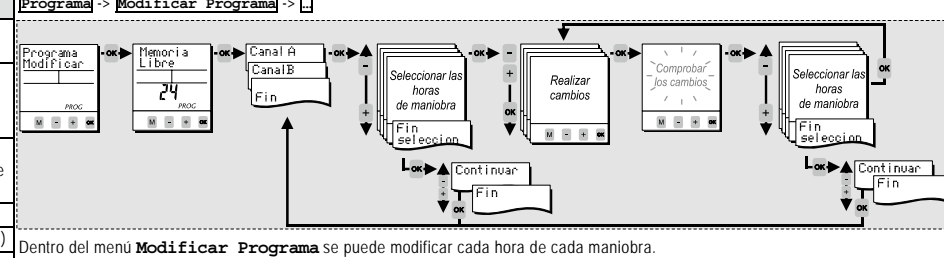 Programa -> Modificar Programa -> …
Programa
Modificar
PROG
M - + OK
OK
Memoria
Libre
24
PROG
M - + OK
OK
Canal A
CanalB
Fin
OK
-
+
Seleccionar las
horas
de maniobra
Fin
seleccion
OK
-
+
OK
Realizar
cambios
M - + OK
OK
Comprobar
los cambios
M - + OK
OK
-
+
Seleccionar las
horas
de maniobra
Fin
seleccion
OK
OK
-
+
OK
Continuar
Fin
OK
-
+
OK
Continuar
Fin
e
)
Dentro del menú Modificar Programa se puede modificar cada hora de cada maniobra.